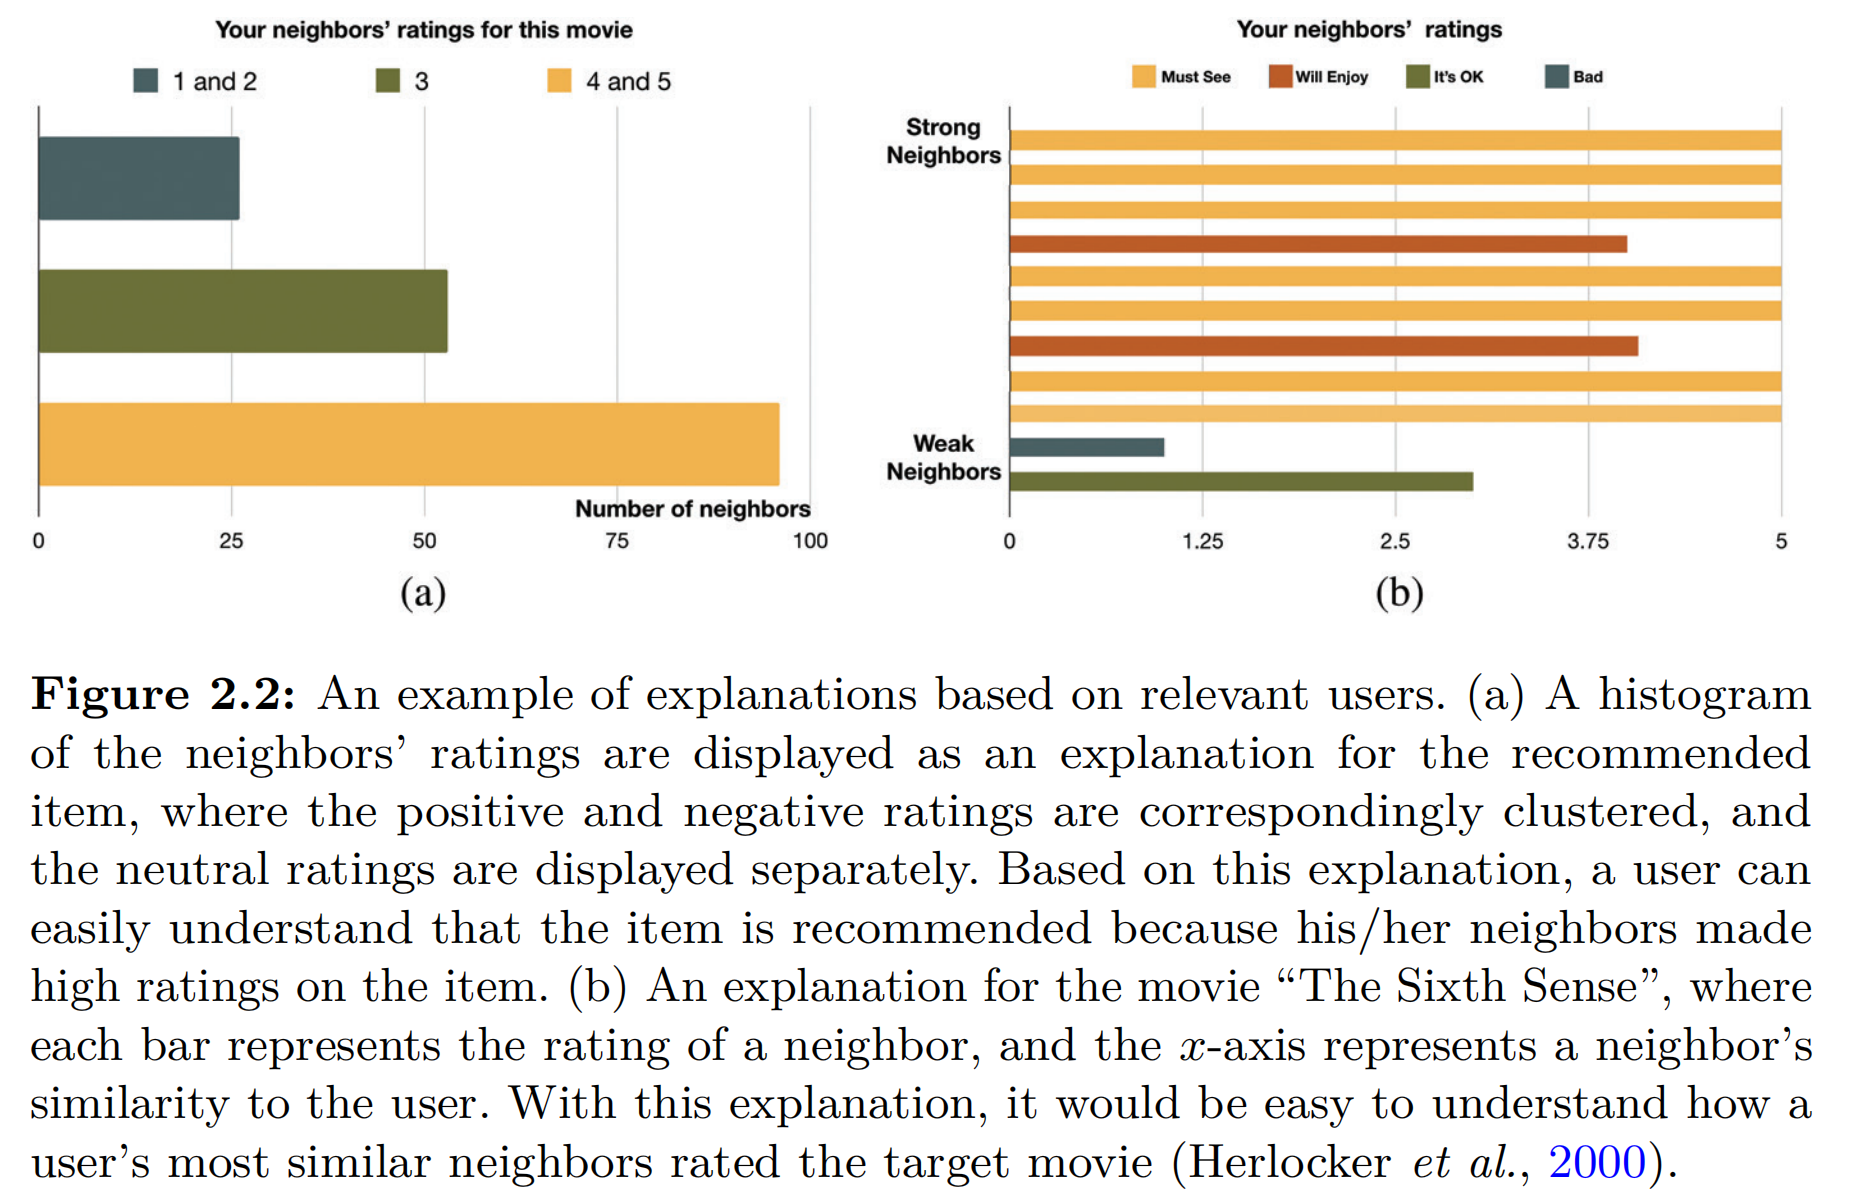 Your neighbors' ratings for this movie
1 and 2 3 4 and 5
Number of neighbors
0 25 50 75 100
(a)
Your neighbors' ratings
Must See Will Enjoy It's OK Bad
Strong
Neighbors
Weak
Neighbors
0 1.25 2.5 3.75 5
(b)
Figure 2.2: An example of explanations based on relevant users. (a) A histogram
of the neighbors' ratings are displayed as an explanation for the recommended
item, where the positive and negative ratings are correspondingly clustered, and
the neutral ratings are displayed separately. Based on this explanation, a user can
easily understand that the item is recommended because his/her neighbors made
high ratings on the item. (b) An explanation for the movie “The Sixth Sense”, where
each bar represents the rating of a neighbor, and the x-axis represents a neighbor's
similarity to the user. With this explanation, it would be easy to understand how a
user's most similar neighbors rated the target movie (Herlocker et al., 2000).